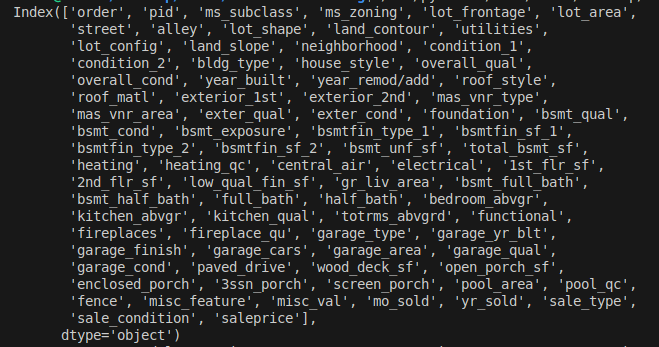 Index(['order', 'pid', 'ms_subclass', 'ms_zoning', 'lot_frontage', 'lot_area',
'street', 'alley', 'lot_shape', 'land_contour', 'utilities',
'lot_config', 'land_slope', 'neighborhood', 'condition_1',
'condition_2', 'bldg_type', 'house_style', 'overall_qual',
'overall_cond', 'year_built', 'year_remod/add', 'roof_style',
'roof_matl', 'exterior_1st', 'exterior_2nd', 'mas_vnr_type',
'mas_vnr_area', 'exter_qual', 'exter_cond', 'foundation', 'bsmt_qual',
'bsmt_cond', 'bsmt_exposure', 'bsmtfin_type_1', 'bsmtfin_sf_1',
'bsmtfin_type_2', 'bsmtfin_sf_2', 'bsmt_unf_sf', 'total_bsmt_sf',
'heating', 'heating_qc', 'central_air', 'electrical', '1st_flr_sf',
'2nd_flr_sf', 'low_qual_fin_sf', 'gr_liv_area', 'bsmt_full_bath',
'bsmt_half_bath', 'full_bath', 'half_bath', 'bedroom_abvgr',
'kitchen_abvgr', 'kitchen_qual', 'totrms_abvgrd', 'functional',
'fireplaces', 'fireplace_qu', 'garage_type', 'garage_yr_blt',
'garage_finish', 'garage_cars', 'garage_area', 'garage_qual',
'garage_cond', 'paved_drive', 'wood_deck_sf', 'open_porch_sf',
'enclosed_porch', '3ssn_porch', 'screen_porch', 'pool_area', 'pool_qc',
'fence', 'misc_feature', 'misc_val', 'mo_sold', 'yr_sold', 'sale_type',
'sale_condition', 'saleprice'],
dtype='object')